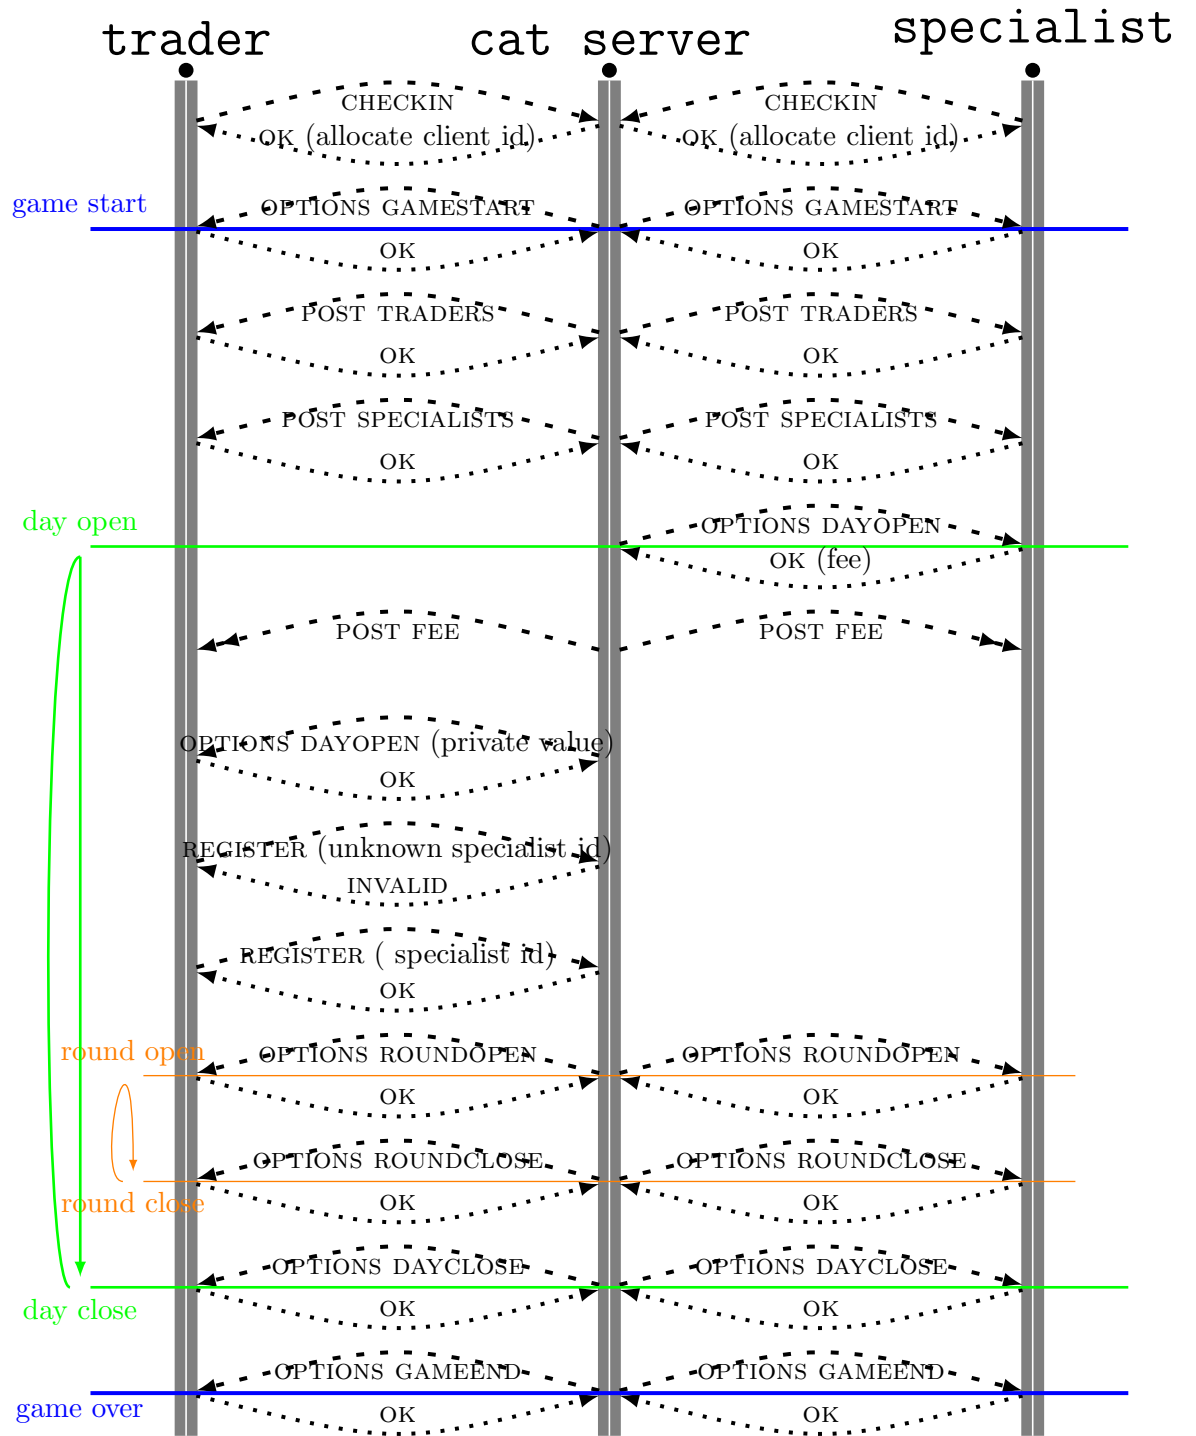 trader cat server specialist
CHECKIN CHECKIN
OK (allocate client id) OK (allocate client id)
game start
OPTIONS GAMESTART OPTIONS GAMESTART
OK OK
POST TRADERS POST TRADERS
OK OK
POST SPECIALISTS POST SPECIALISTS
OK OK
day open
OPTIONS DAYOPEN
OK (fee)
POST FEE POST FEE
OPTIONS DAYOPEN (private value)
OK
REGISTER (unknown specialist id)
INVALID
REGISTER ( specialist id)
OK
round open
OPTIONS ROUNDOPEN OPTIONS ROUNDOPEN
OK OK
OPTIONS ROUNDCLOSE OPTIONS ROUNDCLOSE
round close
OK OK
OPTIONS DAYCLOSE OPTIONS DAYCLOSE
day close
OK OK
OPTIONS GAMEEND OPTIONS GAMEEND
game over
OK OK